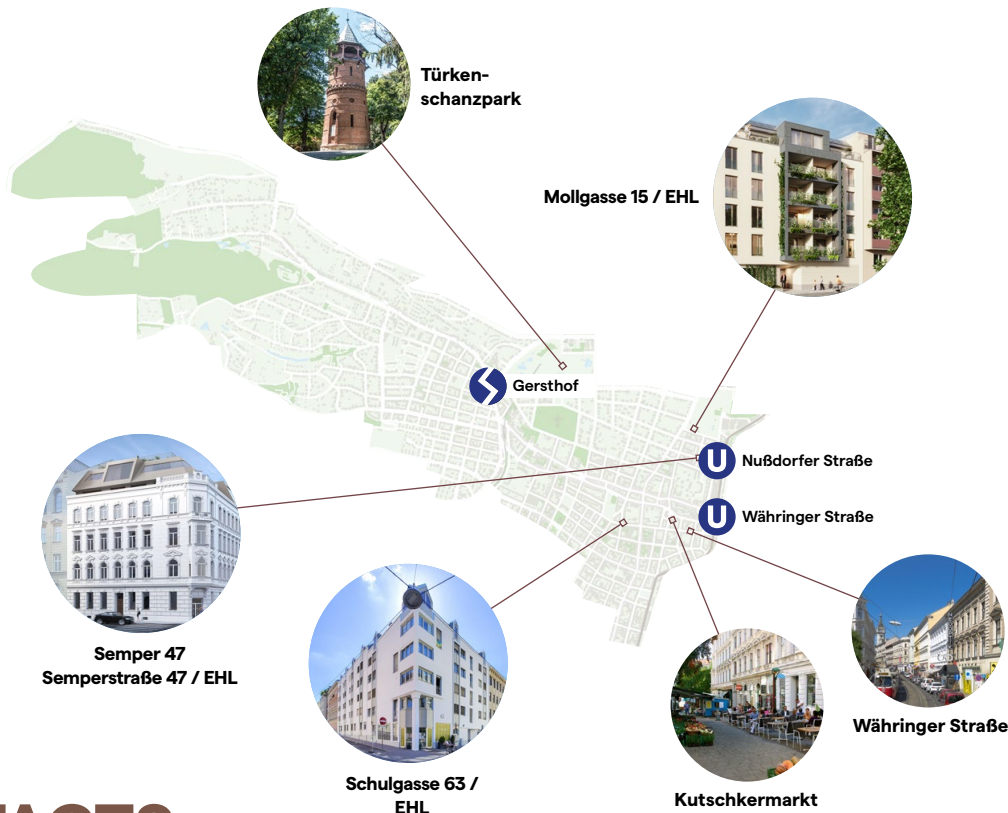 Türken-
schanzpark
Mollgasse 15 / EHL
Gersthof
U Nußdorfer Straße
U Währinger Straße
Semper 47
Semperstraße 47 / EHL
Schulgasse 63 /
EHL
Kutschkermarkt
Währinger Straße